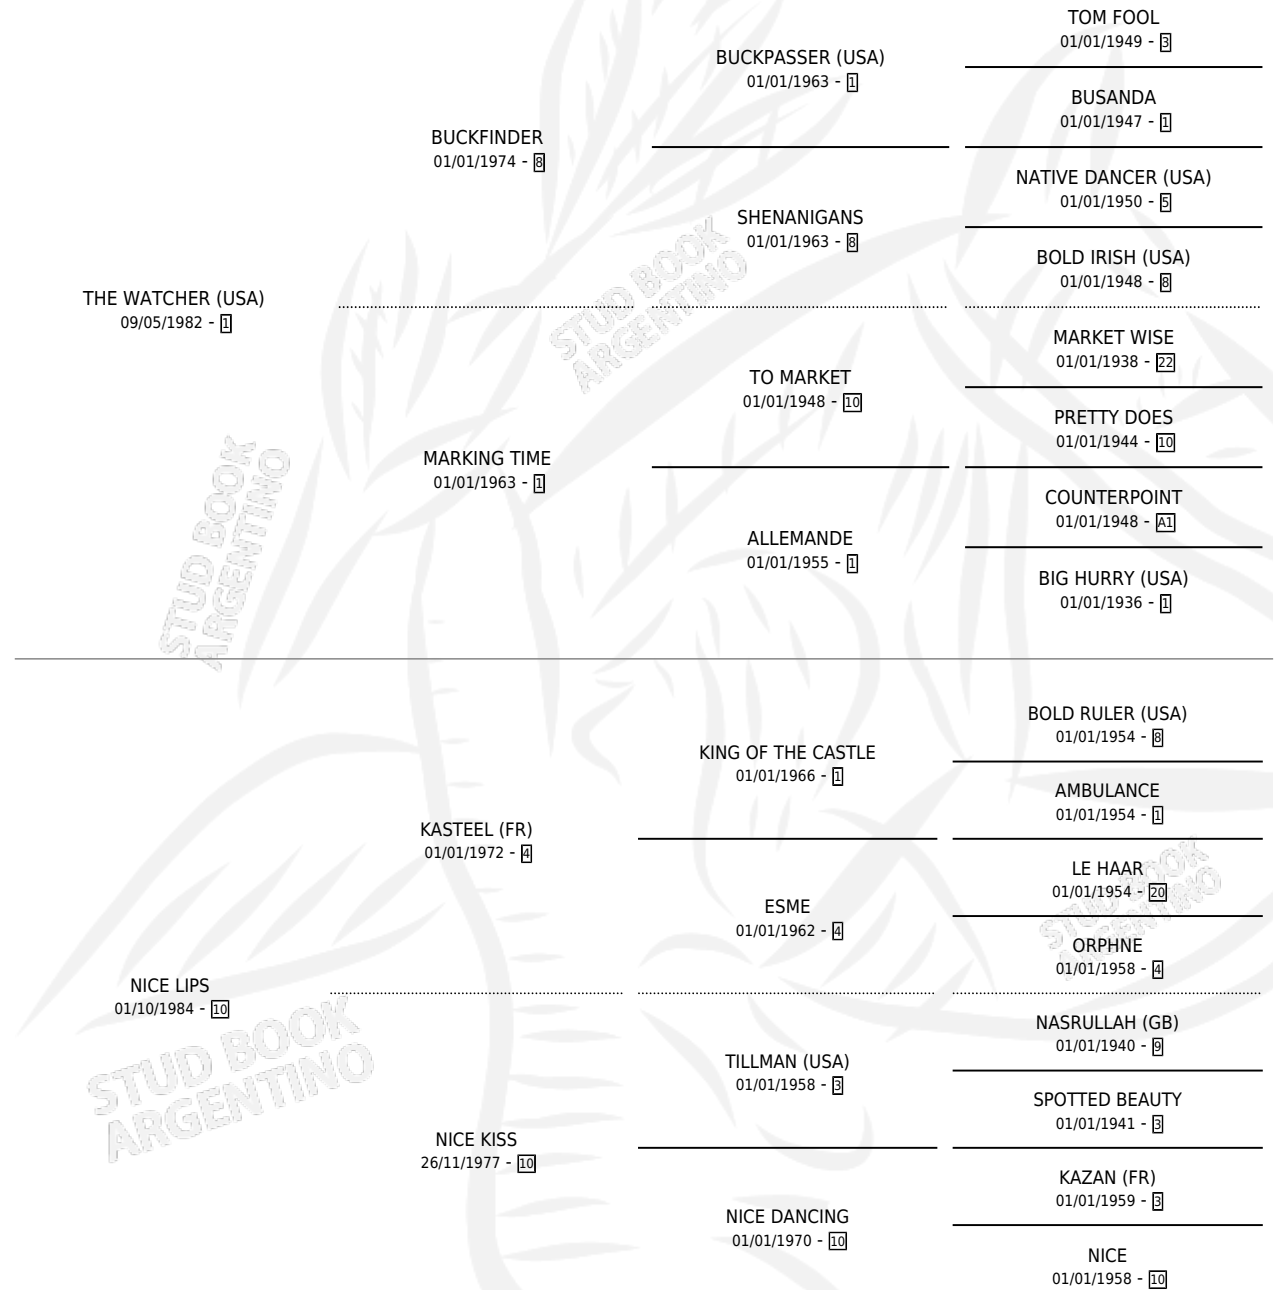 TOM FOOL
01/01/1949 - 3
BUCKPASSER (USA)
01/01/1963 - 1
BUSANDA
01/01/1947 - 1
BUCKFINDER
01/01/1974 - 8
NATIVE DANCER (USA)
01/01/1950 - 5
SHENANIGANS
01/01/1963 - 8
BOLD IRISH (USA)
01/01/1948 - 8
THE WATCHER (USA)
09/05/1982 - 1
MARKET WISE
01/01/1938 - 22
TO MARKET
01/01/1948 - 10
PRETTY DOES
01/01/1944 - 10
MARKING TIME
01/01/1963 - 1
COUNTERPOINT
01/01/1948 - A1
ALLEMANDE
01/01/1955 - 1
BIG HURRY (USA)
01/01/1936 - 1
BOLD RULER (USA)
01/01/1954 - 8
KING OF THE CASTLE
01/01/1966 - 1
AMBULANCE
01/01/1954 - 1
KASTEEL (FR)
01/01/1972 - 4
LE HAAR
01/01/1954 - 20
ESME
01/01/1962 - 4
ORPHNE
01/01/1958 - 4
NICE LIPS
01/10/1984 - 10
NASRULLAH (GB)
01/01/1940 - 9
TILLMAN (USA)
01/01/1958 - 3
SPOTTED BEAUTY
01/01/1941 - 3
NICE KISS
26/11/1977 - 10
KAZAN (FR)
01/01/1959 - 3
NICE DANCING
01/01/1970 - 10
NICE
01/01/1958 - 10
STUD BOOK
ARGENTINO
STUD BOOK
ARGENTINO
STUD BOOK
ARGENTINO
STUD BOOK
ARGENTINO